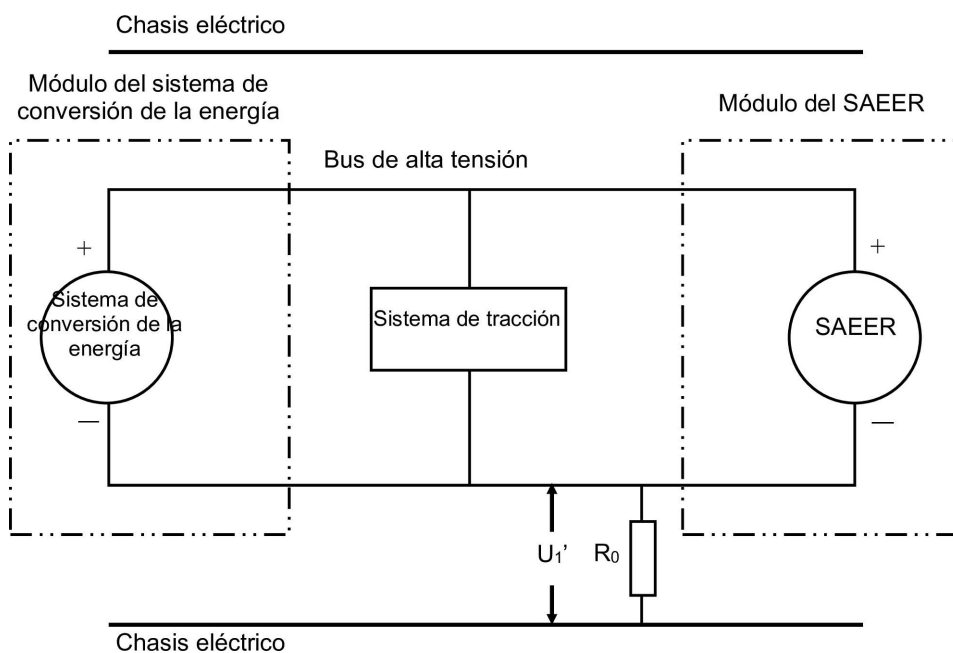 Chasis eléctrico
Módulo del sistema de
conversión de la energía
Módulo del SAEER
Bus de alta tensión
+
+
Sistema de
conversión de la
energía
Sistema de tracción
SAEER
—
—
U₁’
R₀
Chasis eléctrico